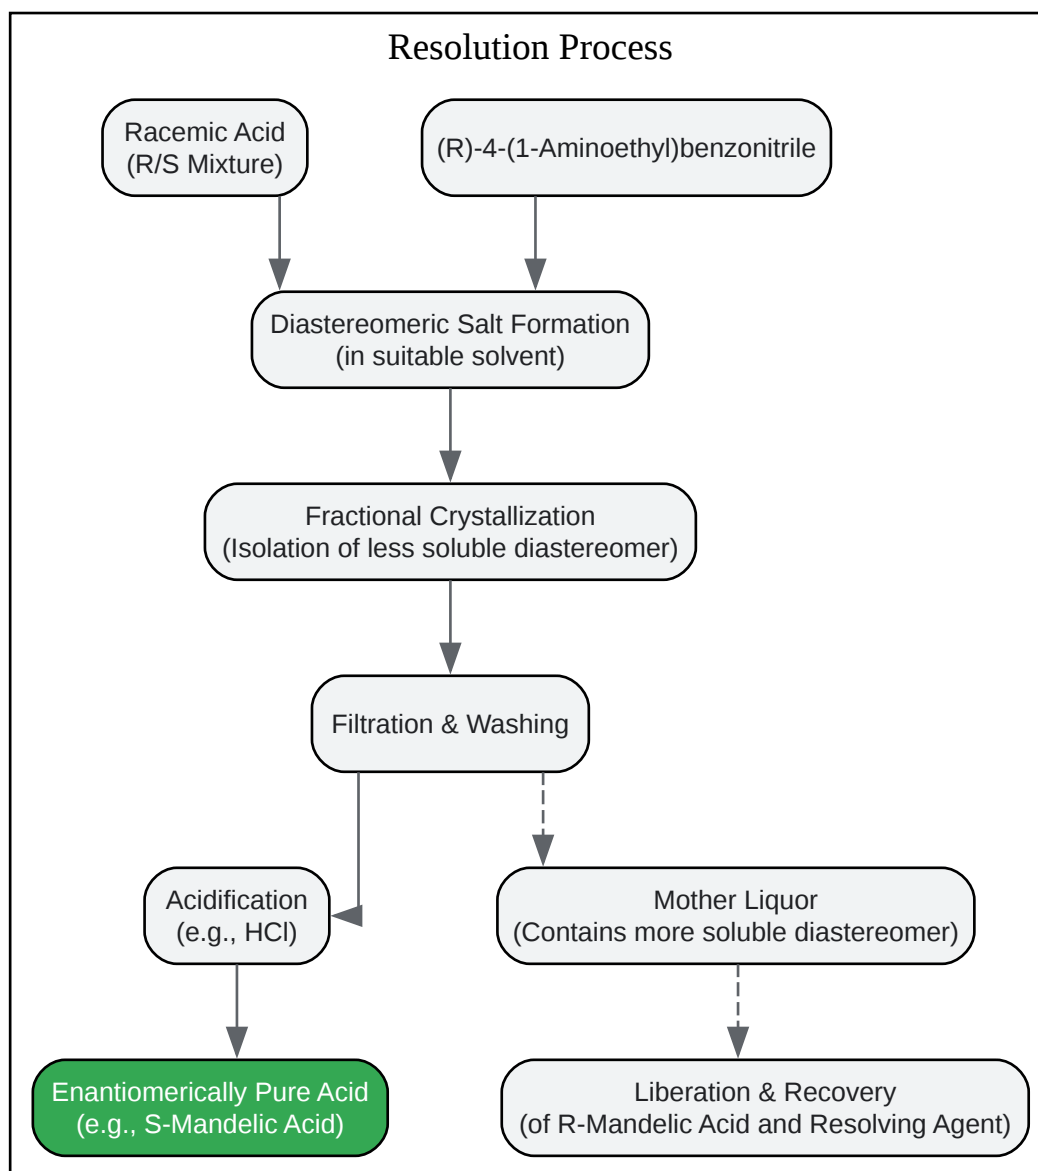 Resolution Process
Racemic Acid
(R/S Mixture)
(R)-4-(1-Aminoethyl)benzonitrile
Diastereomeric Salt Formation
(in suitable solvent)
Fractional Crystallization
(Isolation of less soluble diastereomer)
Filtration & Washing
Acidification
(e.g., HCl)
Mother Liquor
(Contains more soluble diastereomer)
Enantiomerically Pure Acid
(e.g., S-Mandelic Acid)
Liberation & Recovery
(of R-Mandelic Acid and Resolving Agent)